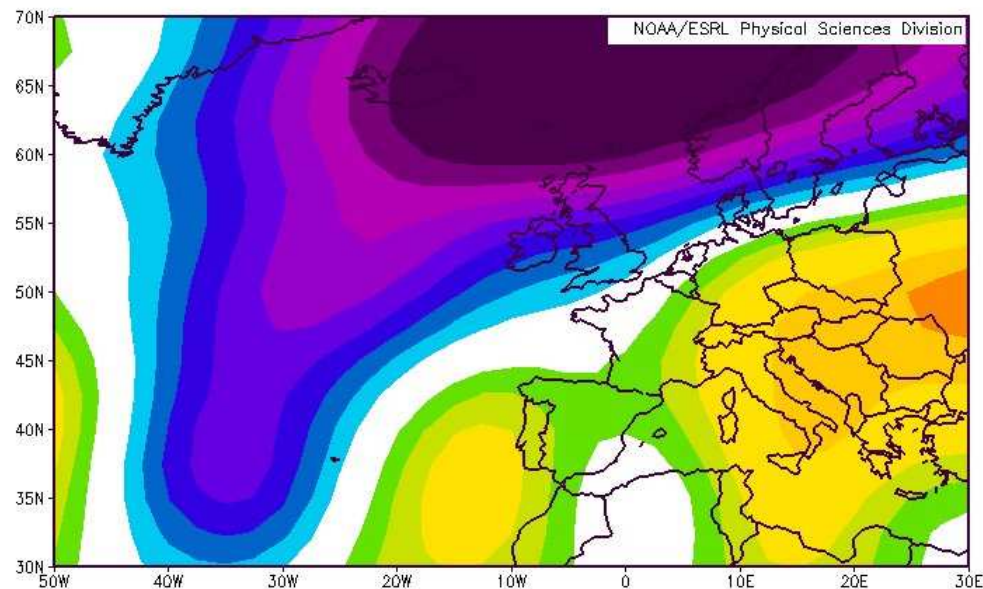 70N
NOAA/ESRL Physical Sciences Division
65N
60N
55N
50N
45N
40N
35N
30N
50W 40W 30W 20W 10W 0 10E 20E 30E